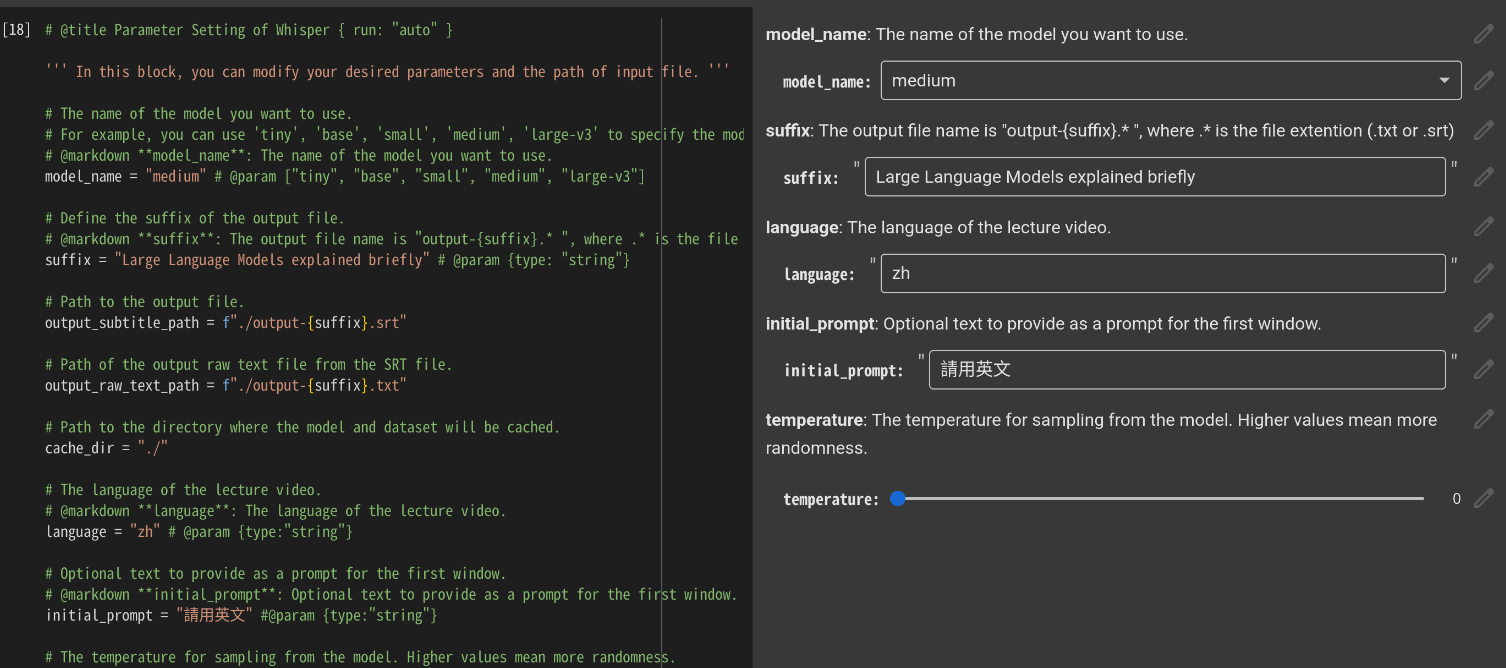 [18] # @title Parameter Setting of Whisper { run: "auto" }
''' In this block, you can modify your desired parameters and the path of input file. '''
# The name of the model you want to use.
# For example, you can use 'tiny', 'base', 'small', 'medium', 'large-v3' to specify the mod
# @markdown **model_name**: The name of the model you want to use.
model_name = "medium" # @param ["tiny", "base", "small", "medium", "large-v3"]
# Define the suffix of the output file.
# @markdown **suffix**: The output file name is "output-{suffix}.* ", where .* is the file
suffix = "Large Language Models explained briefly" # @param {type: "string"}
# Path to the output file.
output_subtitle_path = f"./output-{suffix}.srt"
# Path of the output raw text file from the SRT file.
output_raw_text_path = f"./output-{suffix}.txt"
# Path to the directory where the model and dataset will be cached.
cache_dir = "./"
# The language of the lecture video.
# @markdown **language**: The language of the lecture video.
language = "zh" # @param {type:"string"}
# Optional text to provide as a prompt for the first window.
# @markdown **initial_prompt**: Optional text to provide as a prompt for the first window.
initial_prompt = "請用英文" #@param {type:"string"}
# The temperature for sampling from the model. Higher values mean more randomness.
model_name: The name of the model you want to use.
model_name: medium
suffix: The output file name is "output-{suffix}.* ", where .* is the file extention (.txt or .srt)
suffix: " Large Language Models explained briefly "
language: The language of the lecture video.
language: " zh "
initial_prompt: Optional text to provide as a prompt for the first window.
initial_prompt: " 請用英文 "
temperature: The temperature for sampling from the model. Higher values mean more
randomness.
temperature: 0